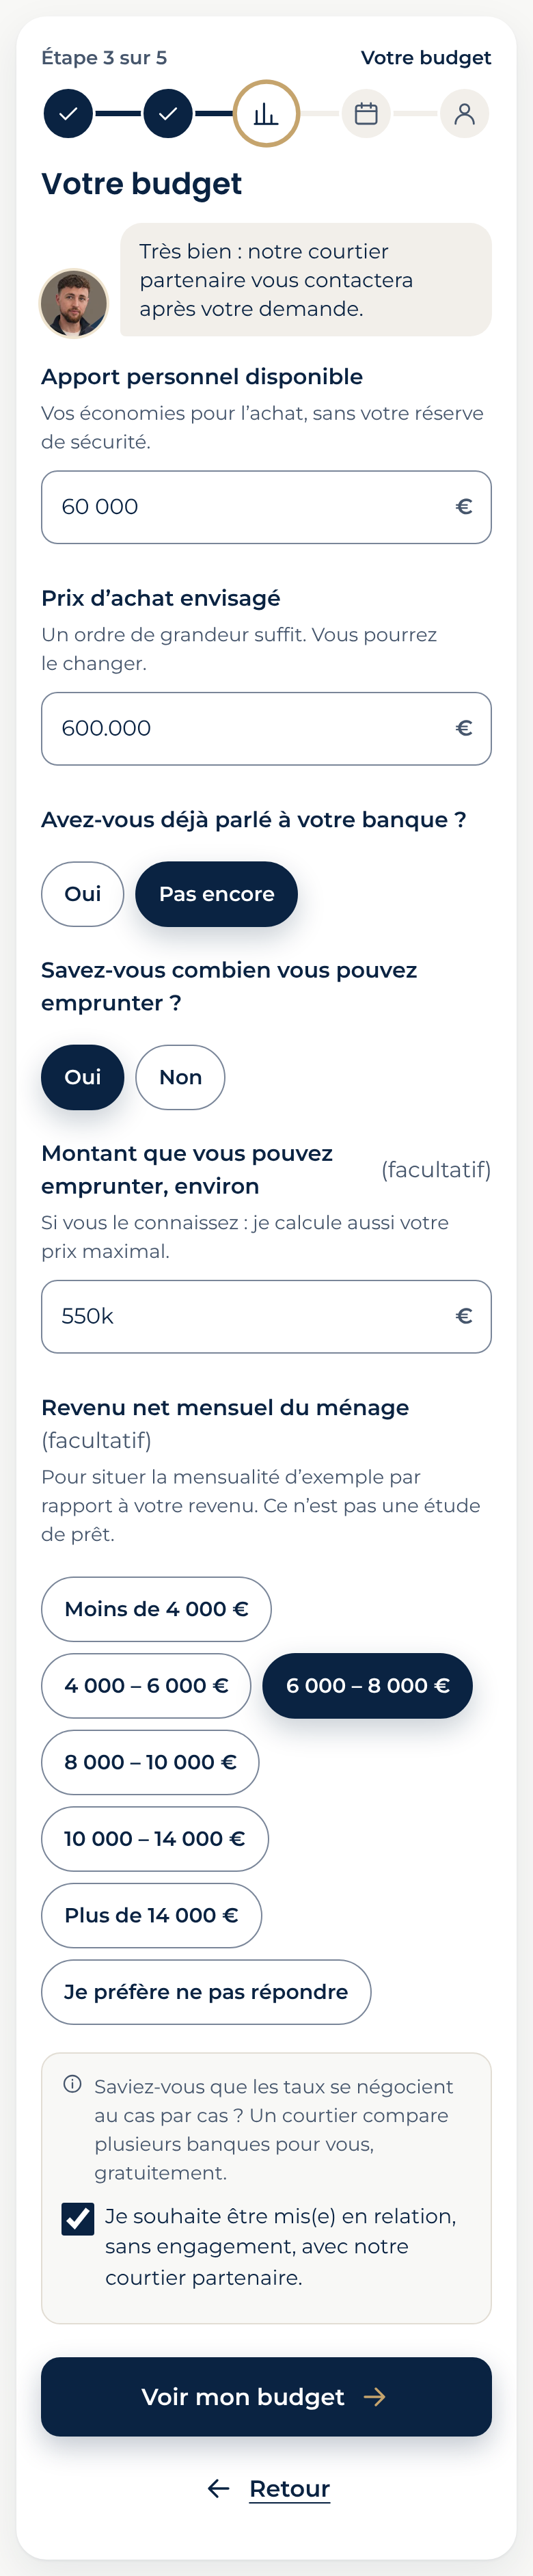 Étape 3 sur 5
Votre budget
Votre budget
Très bien : notre courtier
partenaire vous contactera
après votre demande.
Apport personnel disponible
Vos économies pour l’achat, sans votre réserve
de sécurité.
60 000 €
Prix d’achat envisagé
Un ordre de grandeur suffit. Vous pourrez
le changer.
600.000 €
Avez-vous déjà parlé à votre banque ?
Oui
Pas encore
Savez-vous combien vous pouvez
emprunter ?
Oui
Non
Montant que vous pouvez
emprunter, environ
(facultatif)
Si vous le connaissez : je calcule aussi votre
prix maximal.
550k €
Revenu net mensuel du ménage
(facultatif)
Pour situer la mensualité d’exemple par
rapport à votre revenu. Ce n’est pas une étude
de prêt.
Moins de 4 000 €
4 000 – 6 000 €
6 000 – 8 000 €
8 000 – 10 000 €
10 000 – 14 000 €
Plus de 14 000 €
Je préfère ne pas répondre
Saviez-vous que les taux se négocient
au cas par cas ? Un courtier compare
plusieurs banques pour vous,
gratuitement.
Je souhaite être mis(e) en relation,
sans engagement, avec notre
courtier partenaire.
Voir mon budget
Retour